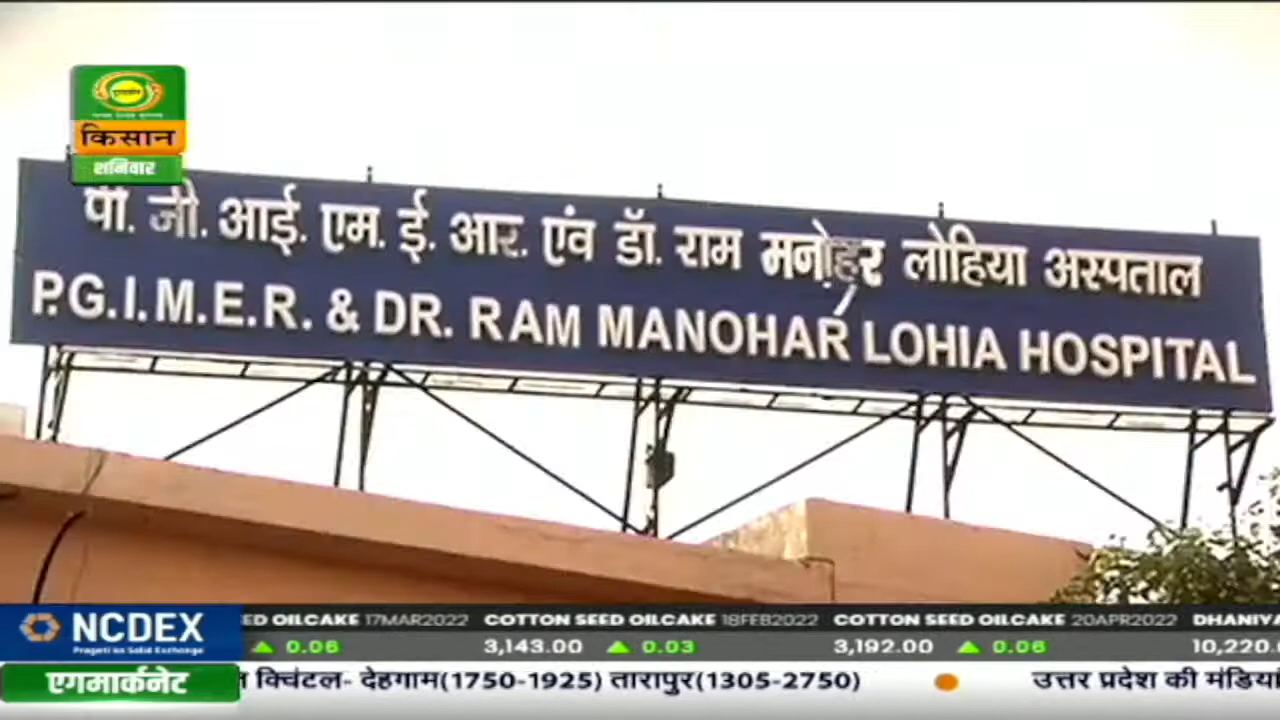 किसान
शनिवार
पी. जी. आई. एम. ई. आर. एंव डॉ. राम मनोहर लोहिया अस्पताल
P.G.I.M.E.R. & DR. RAM MANOHAR LOHIA HOSPITAL
NCDEX
ED OILCAKE 17MAR2022 COTTON SEED OILCAKE 18FEB2022 COTTON SEED OILCAKE 20APR2022 DHANIYA
▲ 0.06 3,143.00 ▲ 0.03 3,192.00 ▲ 0.06 10,220.0
एगमार्कनेट
क्विंटल- देहगाम(1750-1925) तारापुर(1305-2750) उत्तर प्रदेश की मंडिया